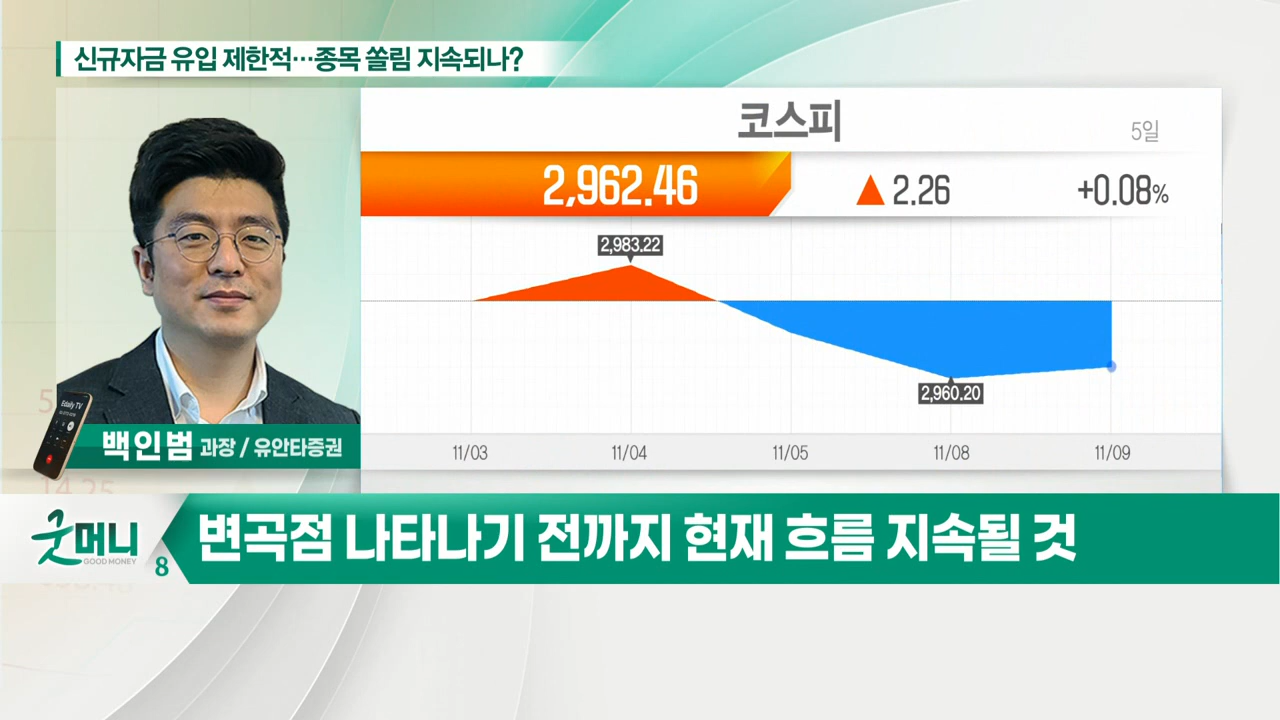 신규자금 유입 제한적…종목 쏠림 지속되나?
코스피
5일
2,962.46
▲ 2.26
+0.08%
2,983.22
2,960.20
11/03 11/04 11/05 11/08 11/09
Edaily TV
백인범 과장 / 유안타증권
굿머니
GOOD MONEY
8
변곡점 나타나기 전까지 현재 흐름 지속될 것